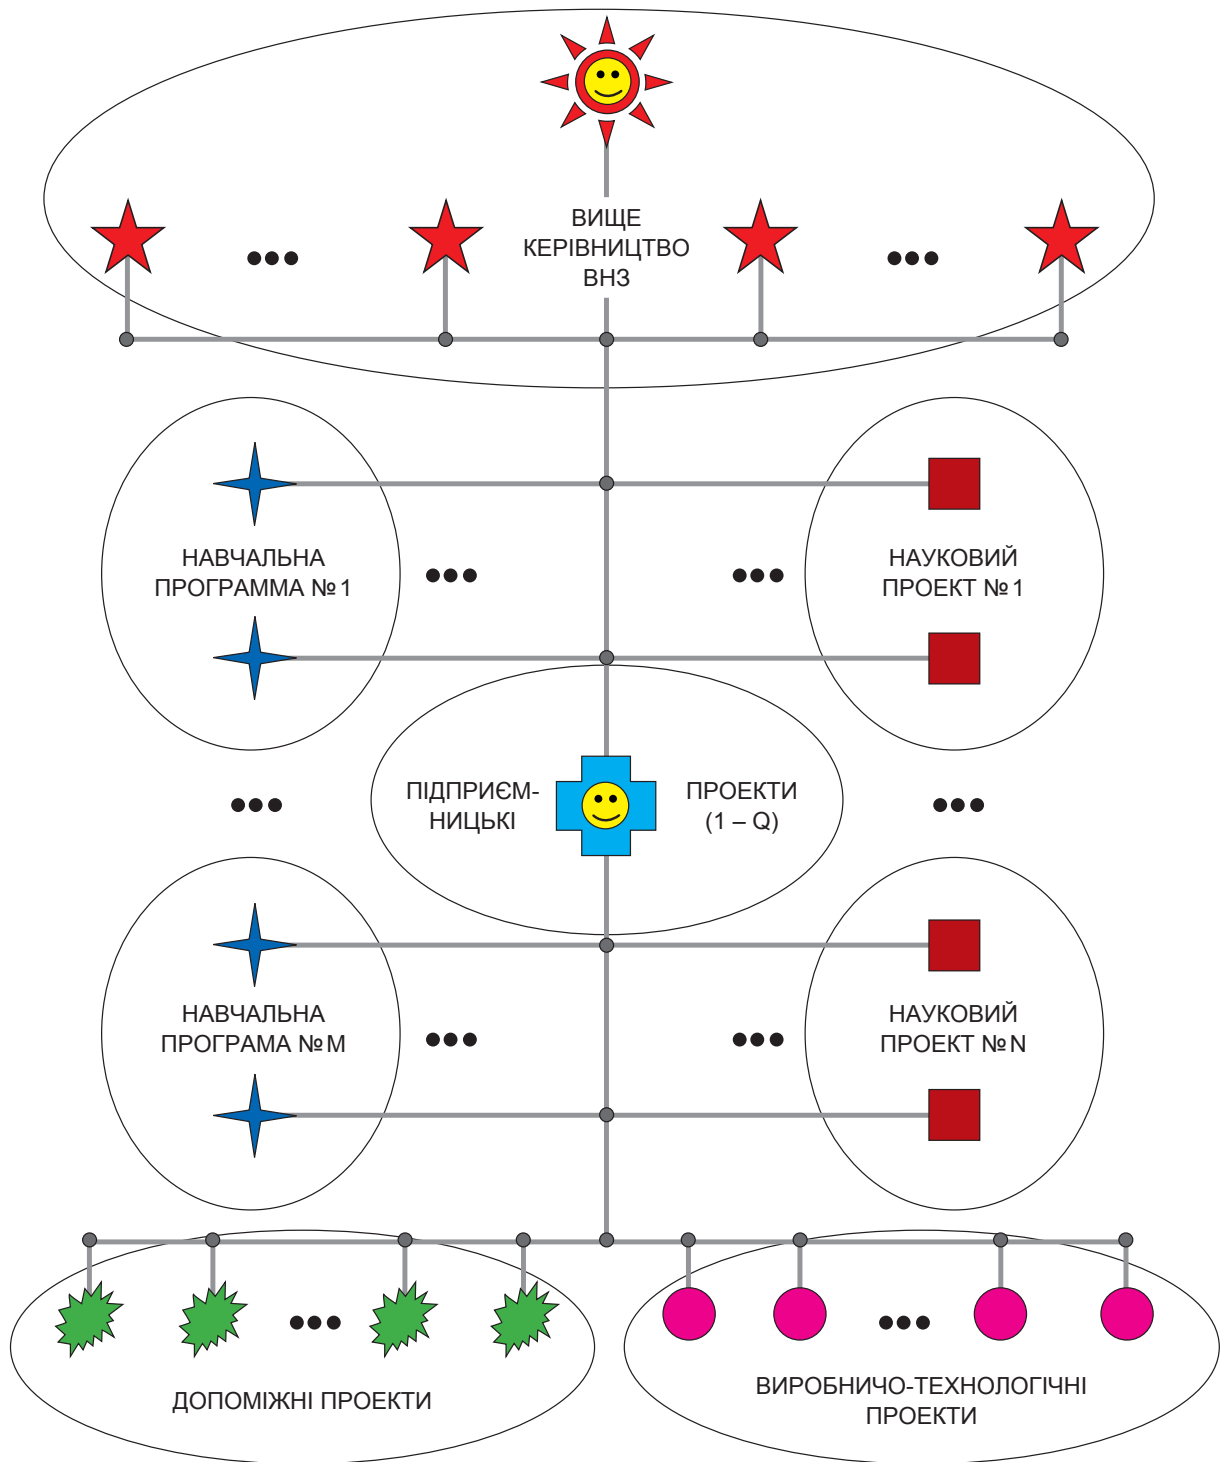 ВИЩЕ
КЕРІВНИЦТВО
ВНЗ
НАВЧАЛЬНА
ПРОГРАММА №1
НАУКОВИЙ
ПРОЕКТ №1
ПІДПРИЄМ-
НИЦЬКІ
ПРОЕКТИ
(1 – Q)
НАВЧАЛЬНА
ПРОГРАМА №M
НАУКОВИЙ
ПРОЕКТ №N
ДОПОМІЖНІ ПРОЕКТИ
ВИРОБНИЧО-ТЕХНОЛОГІЧНІ
ПРОЕКТИ